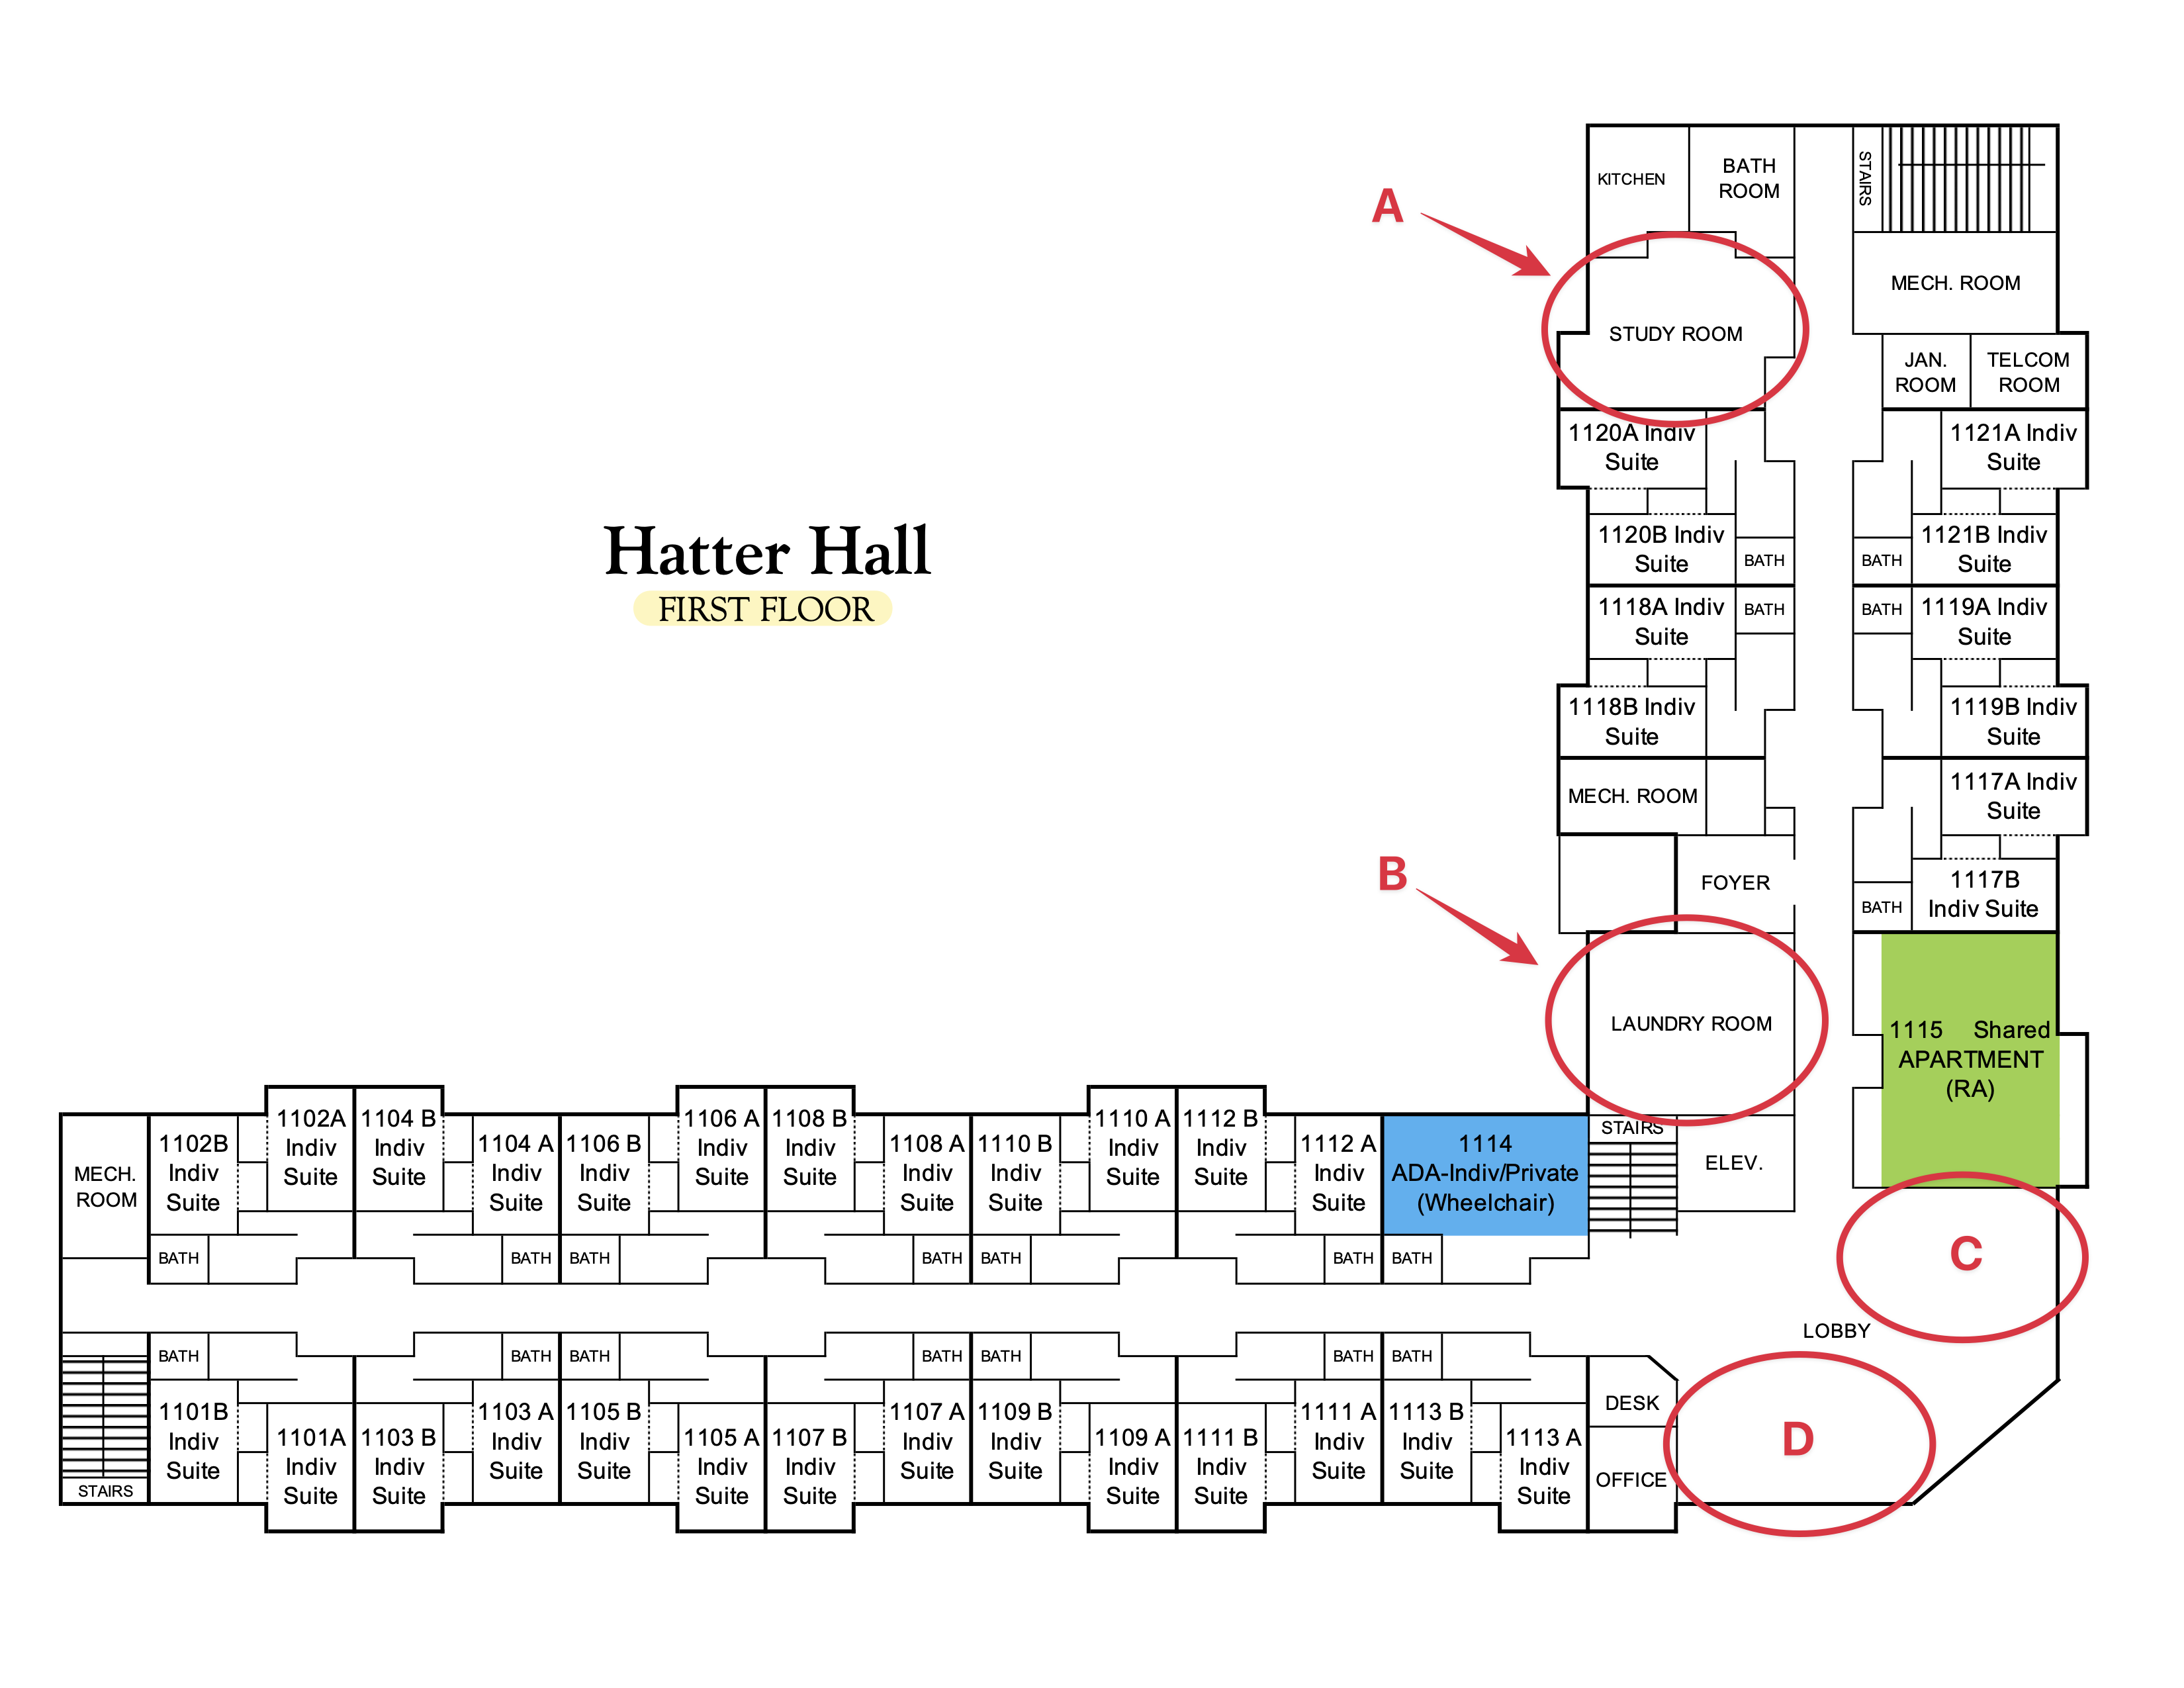 KITCHEN
BATH
ROOM
STAIRS
A
MECH. ROOM
STUDY ROOM
JAN.
ROOM
TELCOM
ROOM
1120A Indiv
Suite
1121A Indiv
Suite
Hatter Hall
FIRST FLOOR
1120B Indiv
Suite
BATH
BATH
1121B Indiv
Suite
1118A Indiv
Suite
BATH
BATH
1119A Indiv
Suite
1118B Indiv
Suite
1119B Indiv
Suite
MECH. ROOM
1117A Indiv
Suite
B
FOYER
BATH
1117B
Indiv Suite
LAUNDRY ROOM
1115 Shared
APARTMENT
(RA)
MECH.
ROOM
1102B
Indiv
Suite
1102A
Indiv
Suite
1104 B
Indiv
Suite
1104 A
Indiv
Suite
1106 B
Indiv
Suite
1106 A
Indiv
Suite
1108 B
Indiv
Suite
1108 A
Indiv
Suite
1110 B
Indiv
Suite
1110 A
Indiv
Suite
1112 B
Indiv
Suite
1112 A
Indiv
Suite
1114
ADA-Indiv/Private
(Wheelchair)
STAIRS
ELEV.
BATH
BATH
BATH
BATH
BATH
BATH
BATH
C
LOBBY
BATH
BATH
BATH
BATH
BATH
BATH
BATH
STAIRS
1101B
Indiv
Suite
1101A
Indiv
Suite
1103 B
Indiv
Suite
1103 A
Indiv
Suite
1105 B
Indiv
Suite
1105 A
Indiv
Suite
1107 B
Indiv
Suite
1107 A
Indiv
Suite
1109 B
Indiv
Suite
1109 A
Indiv
Suite
1111 B
Indiv
Suite
1111 A
Indiv
Suite
1113 B
Indiv
Suite
1113 A
Indiv
Suite
DESK
OFFICE
D